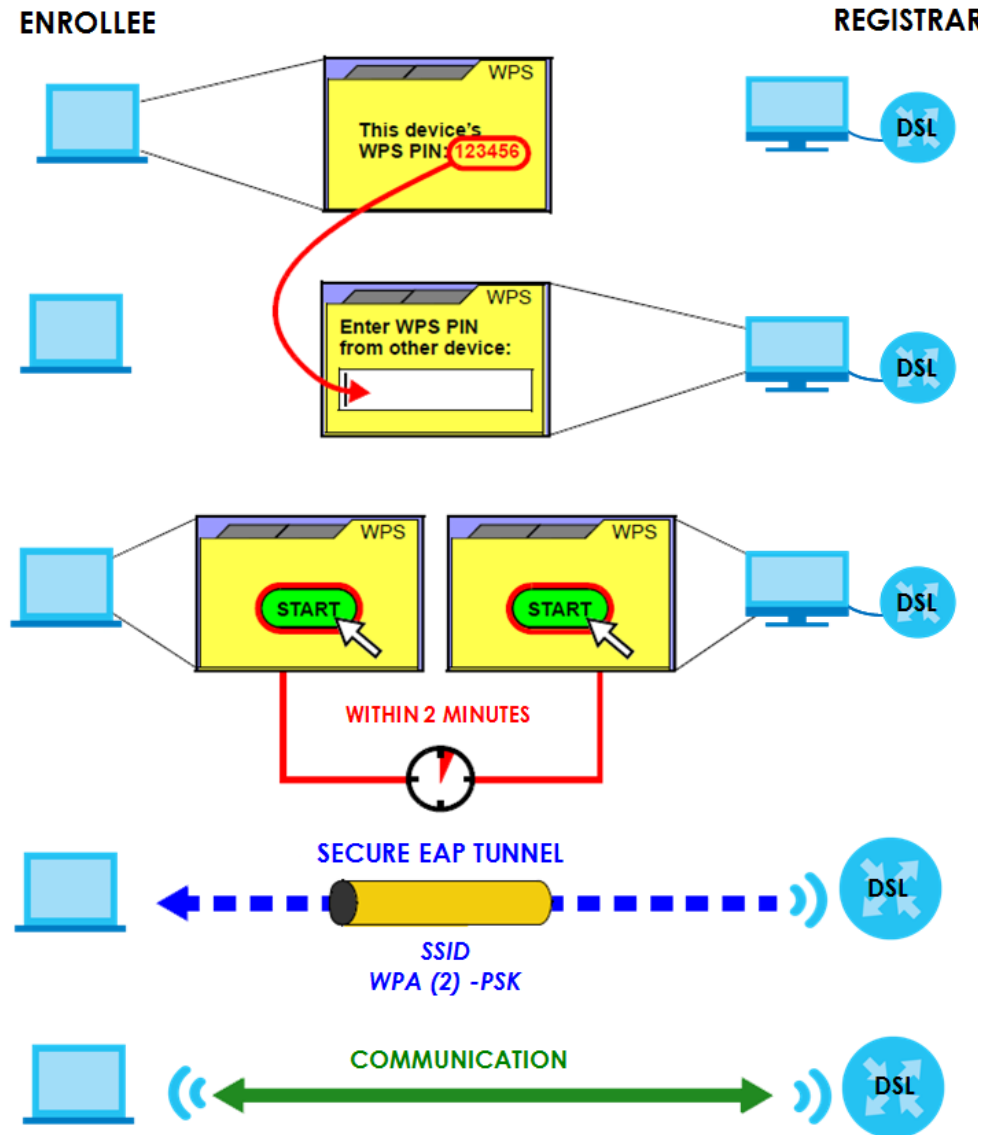 ENROLLEE
REGISTRAR
WPS
This device's
WPS PIN: 123456
DSL
WPS
Enter WPS PIN
from other device:
DSL
WPS
WPS
START
START
DSL
WITHIN 2 MINUTES
SECURE EAP TUNNEL
DSL
SSID
WPA (2) -PSK
COMMUNICATION
DSL